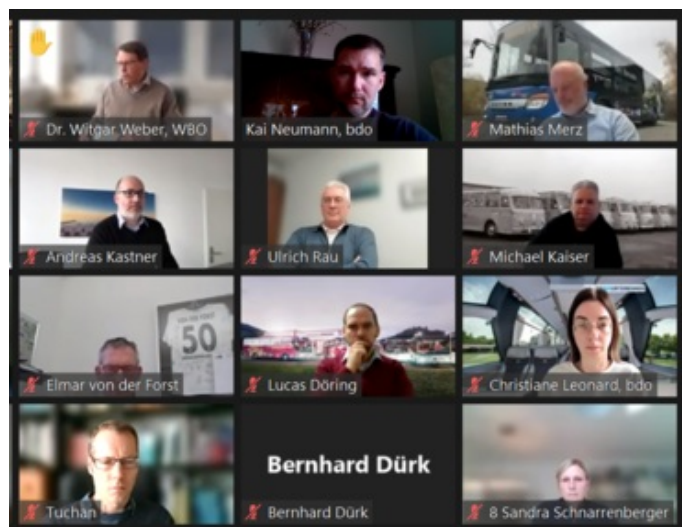 Dr. Witgar Weber, WBO
Kai Neumann, bdo
Mathias Merz
Andreas Kastner
Ulrich Rau
Michael Kaiser
50
Elmar von der Forst
Lucas Döring
Christiane Leonard, bdo
Tuchan
Bernhard Dürk
Bernhard Dürk
8 Sandra Schnarrenberger